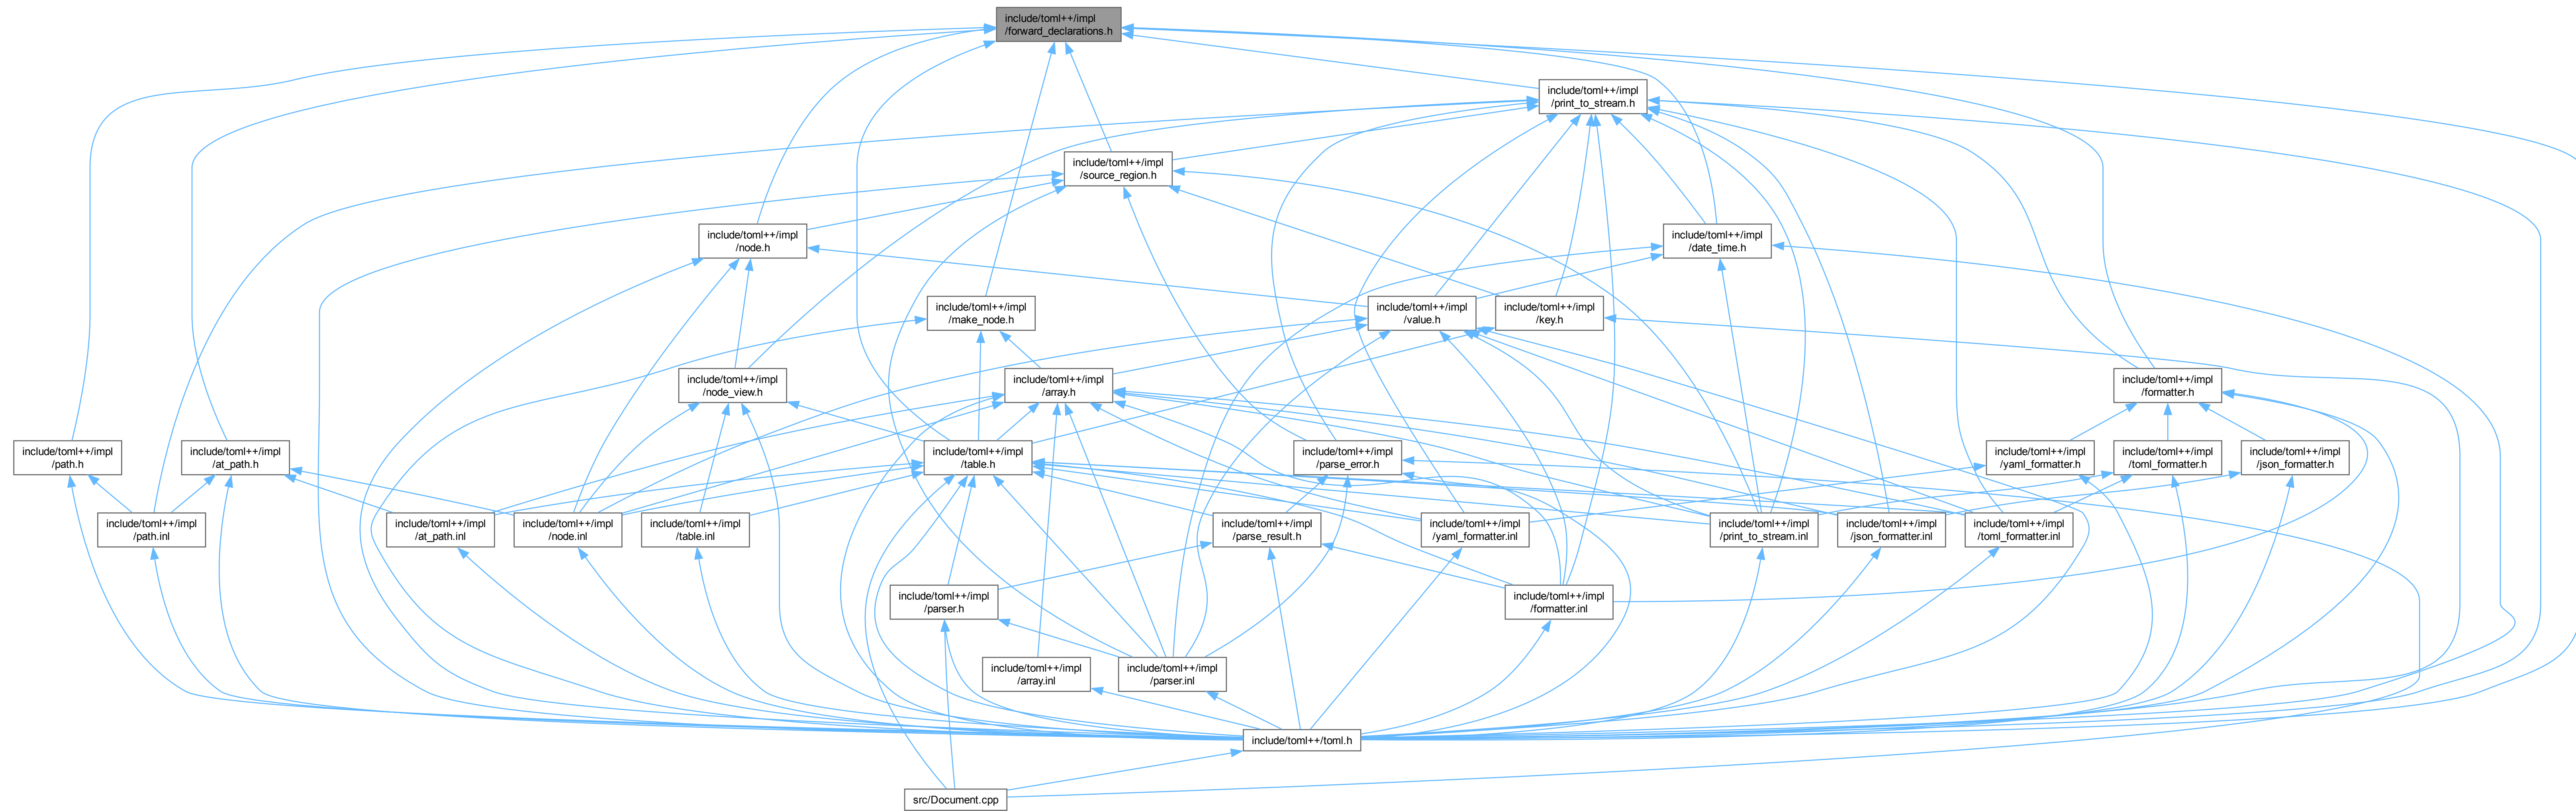 include/toml++/impl
/forward_declarations.h
include/toml++/impl
/print_to_stream.h
include/toml++/impl
/source_region.h
include/toml++/impl
/node.h
include/toml++/impl
/date_time.h
include/toml++/impl
/make_node.h
include/toml++/impl
/value.h
include/toml++/impl
/key.h
include/toml++/impl
/node_view.h
include/toml++/impl
/array.h
include/toml++/impl
/formatter.h
include/toml++/impl
/path.h
include/toml++/impl
/at_path.h
include/toml++/impl
/table.h
include/toml++/impl
/parse_error.h
include/toml++/impl
/yaml_formatter.h
include/toml++/impl
/toml_formatter.h
include/toml++/impl
/json_formatter.h
include/toml++/impl
/path.inl
include/toml++/impl
/at_path.inl
include/toml++/impl
/node.inl
include/toml++/impl
/table.inl
include/toml++/impl
/parse_result.h
include/toml++/impl
/yaml_formatter.inl
include/toml++/impl
/print_to_stream.inl
include/toml++/impl
/json_formatter.inl
include/toml++/impl
/toml_formatter.inl
include/toml++/impl
/parser.h
include/toml++/impl
/formatter.inl
include/toml++/impl
/array.inl
include/toml++/impl
/parser.inl
include/toml++/toml.h
src/Document.cpp